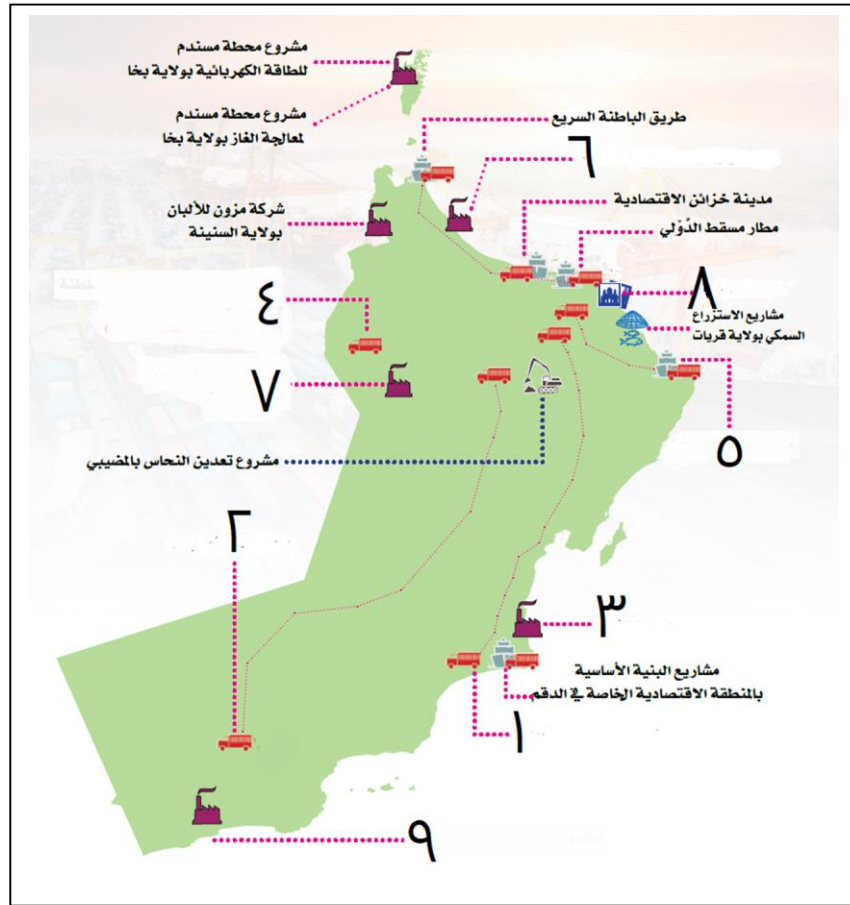 مشروع محطة مسندم
للطاقة الكهربائية بولاية بخا
مشروع محطة مسندم
لمعالجة الغاز بولاية بخا
طريق الباطنة السريع
٦
مدينة خزائن الاقتصادية
شركة مزون للألبان
بولاية السنينة
مطار مسقط الدّولي
٨
٤
مشاريع الاستزراع
السمكي بولاية قريات
٧
٥
مشروع تعدين النحاس بالمضيبي
٢
٣
مشاريع البنية الأساسية
بالمنطقة الاقتصادية الخاصة في الدقم
١
٩